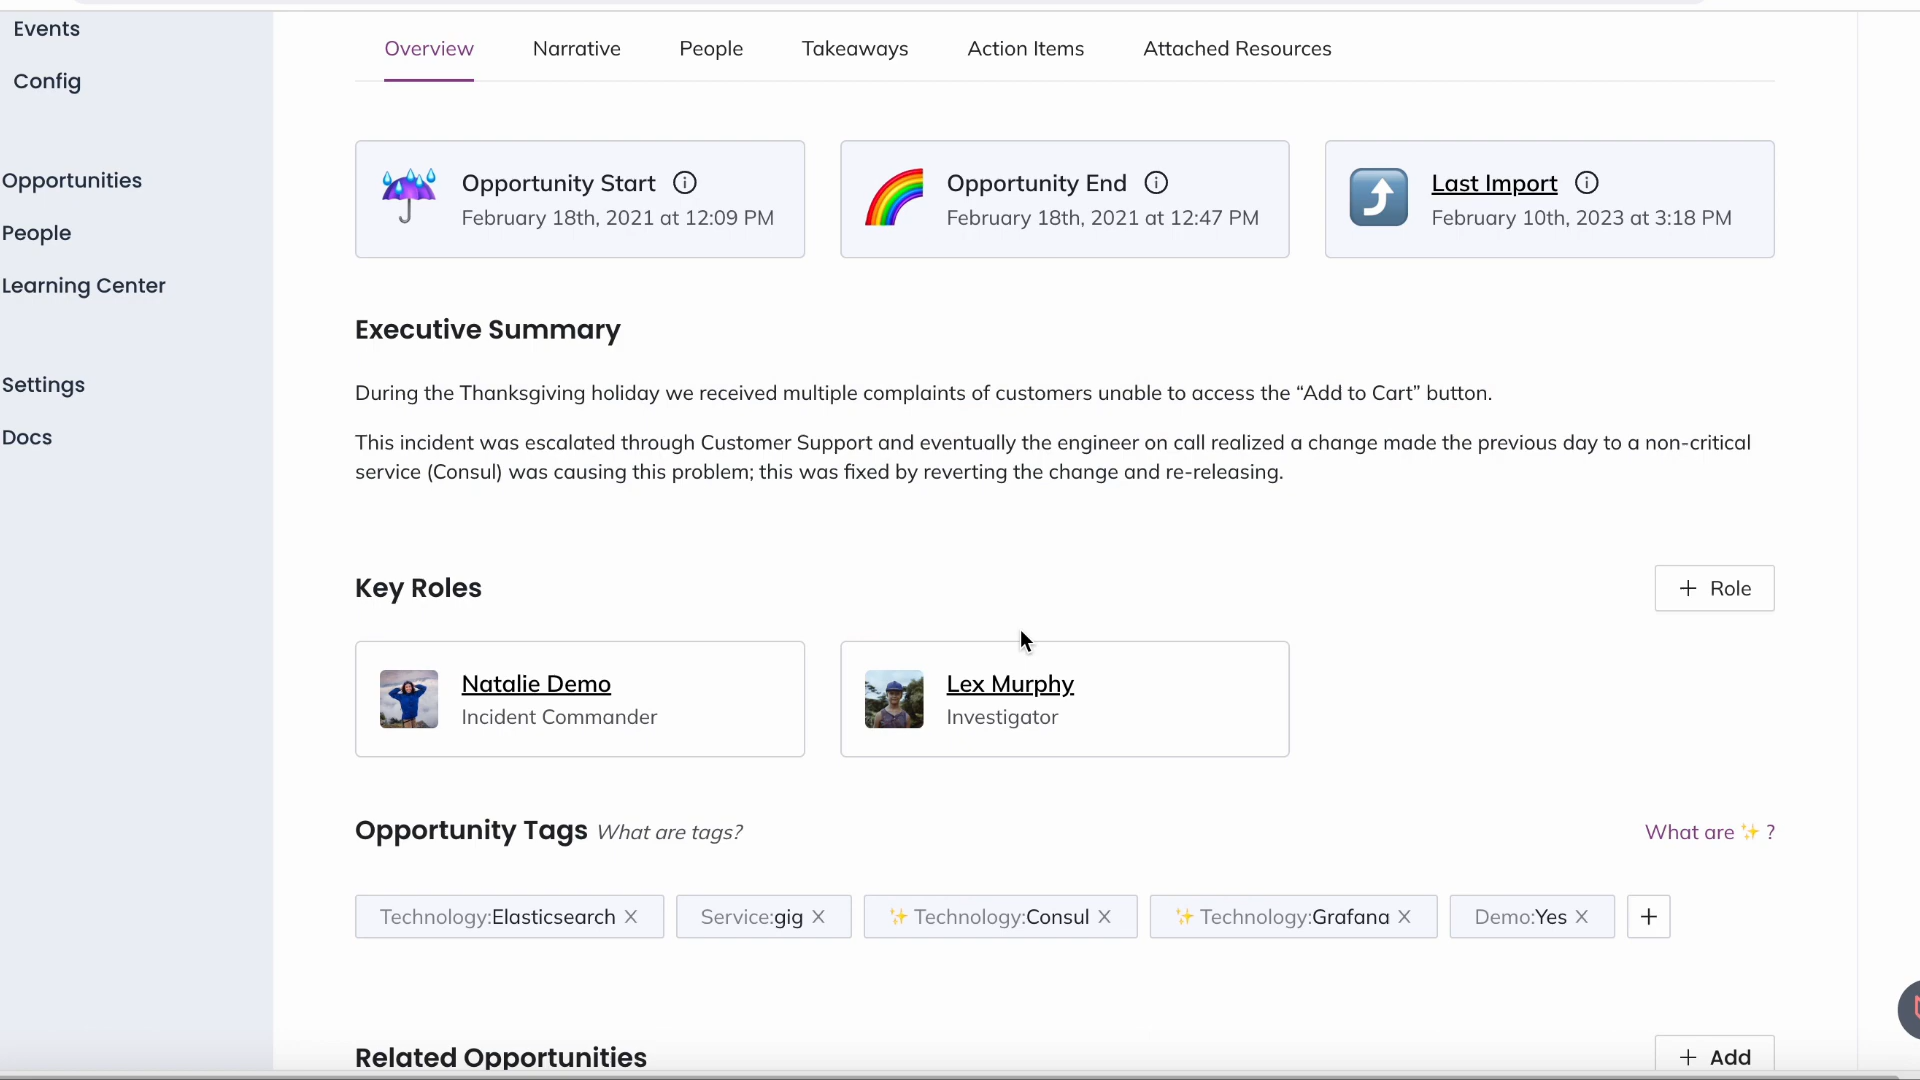 Events
Config
Opportunities
People
Learning Center
Settings
Docs
Overview
Narrative
People
Takeaways
Action Items
Attached Resources
Opportunity Start
February 18th, 2021 at 12:09 PM
Opportunity End
February 18th, 2021 at 12:47 PM
Last Import
February 10th, 2023 at 3:18 PM
Executive Summary
During the Thanksgiving holiday we received multiple complaints of customers unable to access the “Add to Cart” button.
This incident was escalated through Customer Support and eventually the engineer on call realized a change made the previous day to a non-critical
service (Consul) was causing this problem; this was fixed by reverting the change and re-releasing.
Key Roles
+ Role
Natalie Demo
Incident Commander
Lex Murphy
Investigator
Opportunity Tags What are tags?
What are ✨ ?
Technology:Elasticsearch X
Service:gig X
✨ Technology:Consul X
✨ Technology:Grafana X
Demo:Yes X
+
Related Opportunities
+ Add